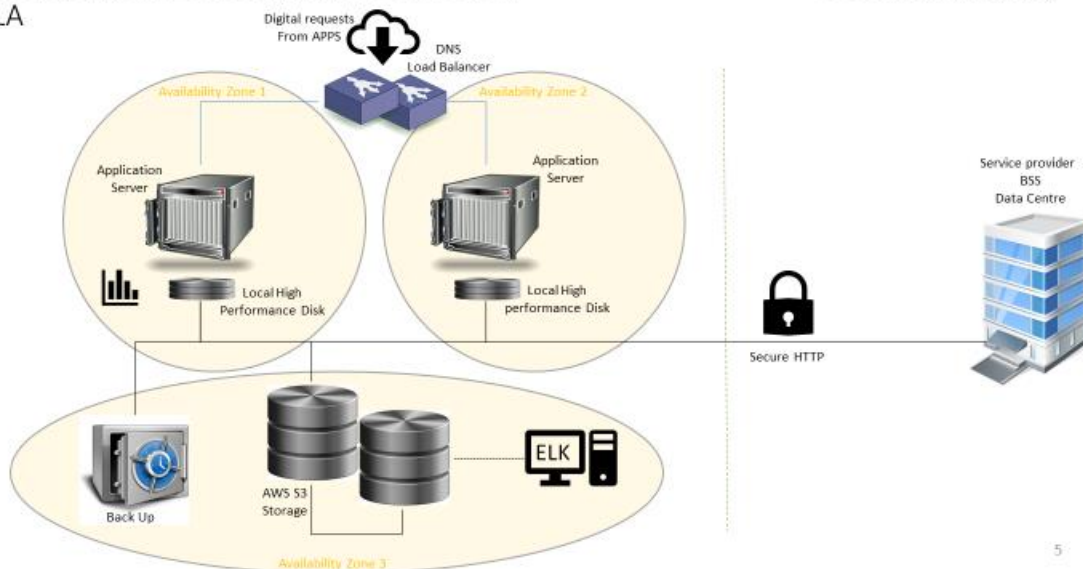 LA
Digital requests
From APPS
DNS
Load Balancer
Availability Zone 1
Availability Zone 2
Application
Server
Application
Server
Service provider
BSS
Data Centre
Local High
Performance Disk
Local High
performance Disk
Secure HTTP
ELK
AWS S3
Storage
Back Up
Availability Zone 3
5